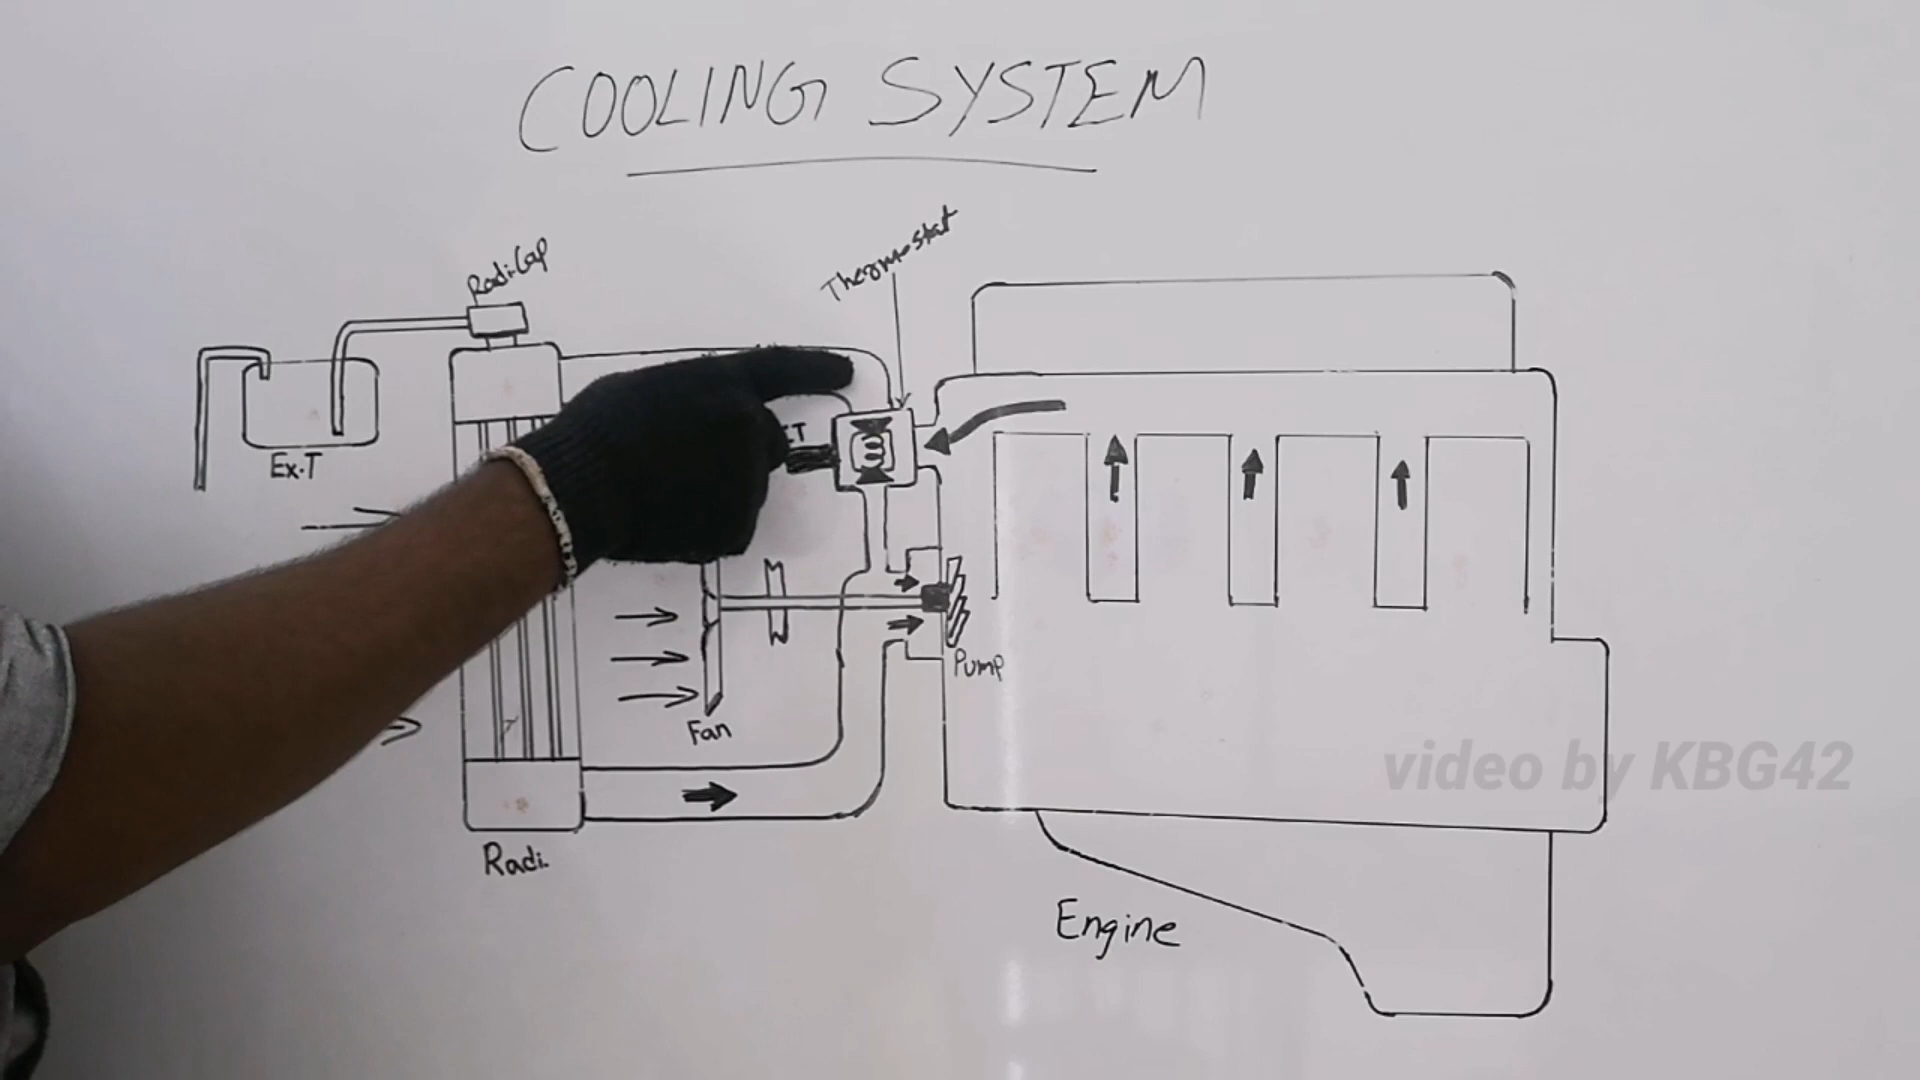 COOLING SYSTEM
Radi.Cap
Thermostat
Ex.T
Pump
Fan
video by KBG42
Radi.
Engine